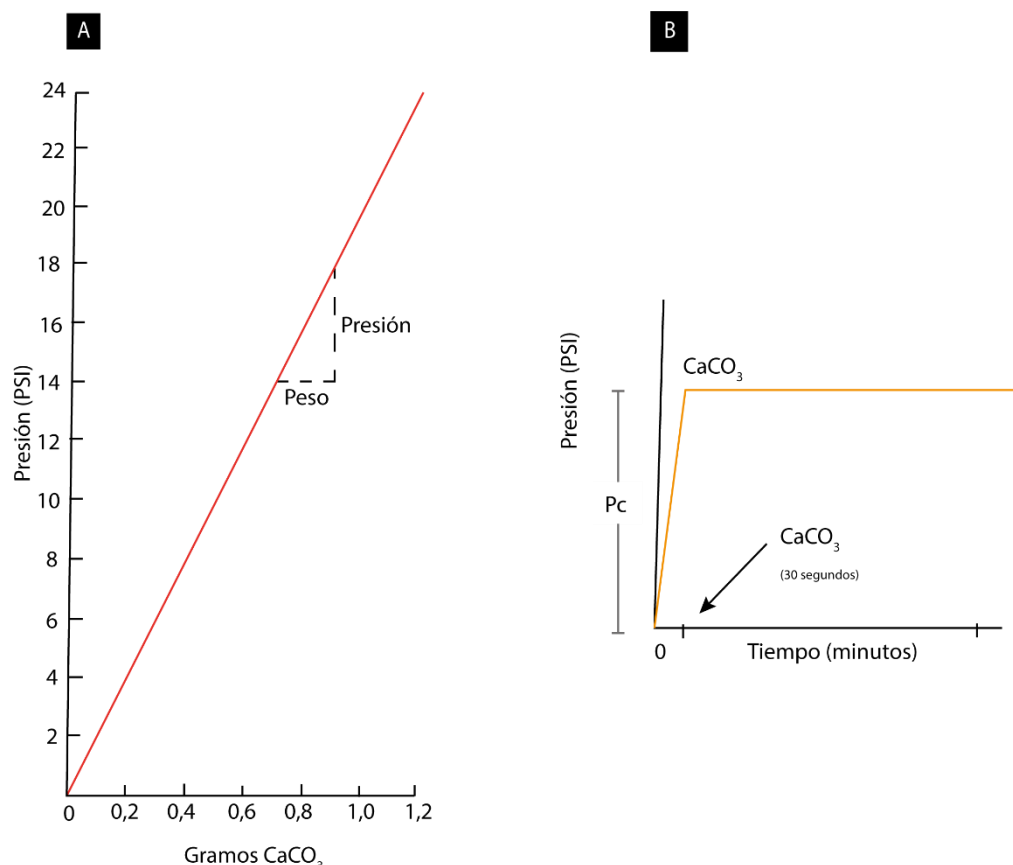 A
24
22
20
18
16
14
12
10
8
6
4
2
0
0,2
0,4
0,6
0,8
1,0
1,2
Presión (PSI)
Presión
Peso
Gramos CaCO₃
B
Presión (PSI)
CaCO₃
Pc
CaCO₃
(30 segundos)
0
Tiempo (minutos)